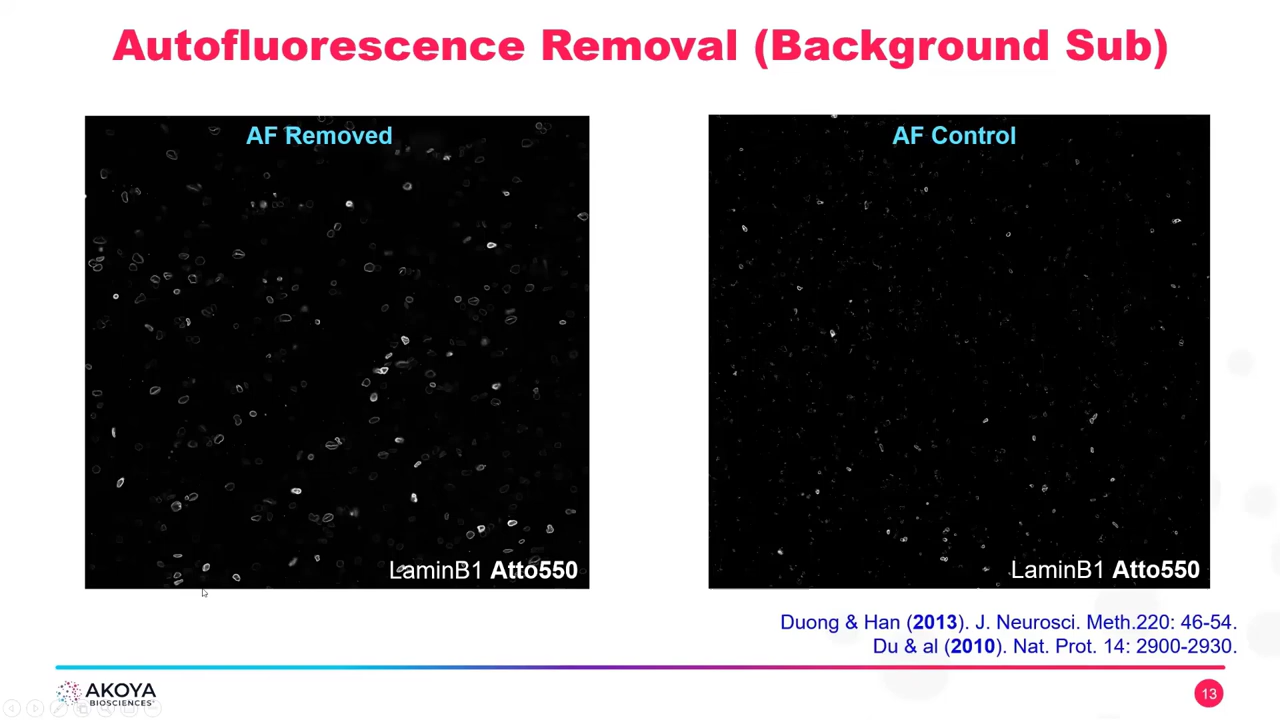 Autofluorescence Removal (Background Sub)
AF Removed
AF Control
LaminB1 Atto550
LaminB1 Atto550
Duong & Han (2013). J. Neurosci. Meth.220: 46-54.
Du & al (2010). Nat. Prot. 14: 2900-2930.
AKOYA
BIOSCIENCES
13